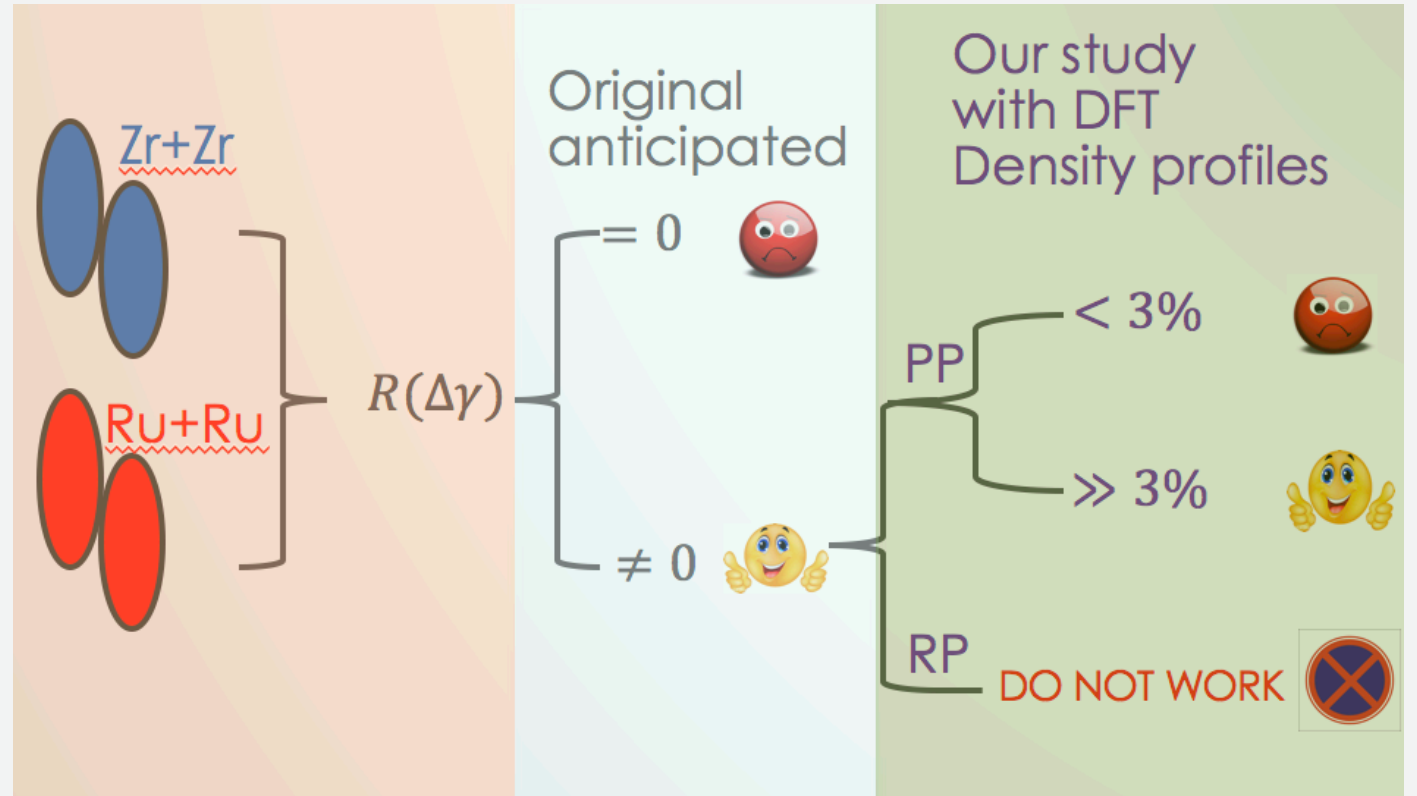 Zr+Zr
Ru+Ru
R(Δγ)
Original
anticipated
= 0
≠ 0
Our study
with DFT
Density profiles
PP
< 3%
≫ 3%
RP
DO NOT WORK